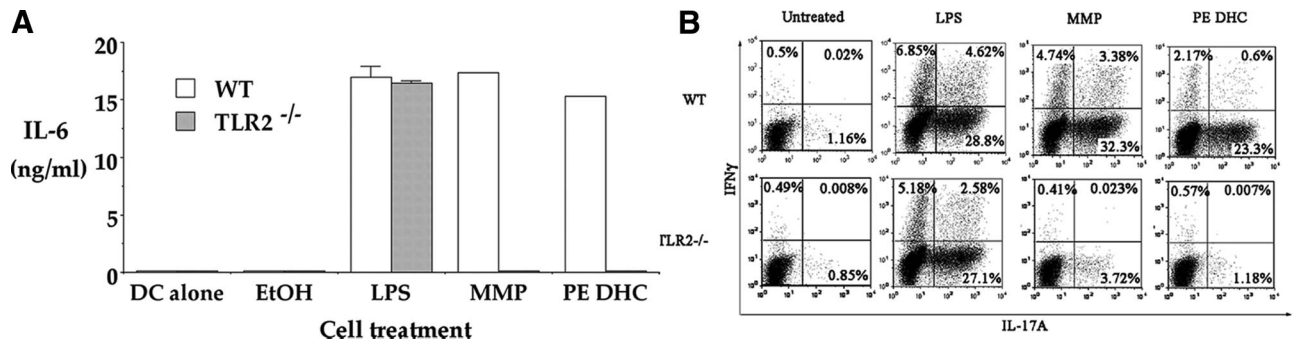 A
20
15
10
5
0
IL-6
(ng/ml)
WT
TLR2 -/-
DC alone EtOH LPS MMP PE DHC
Cell treatment
B
Untreated LPS MMP PE DHC
WT
0.5% 0.02% 1.16%
6.85% 4.62% 28.8%
4.74% 3.38% 32.3%
2.17% 0.6% 23.3%
TLR2-/-
0.49% 0.008% 0.85%
5.18% 2.58% 27.1%
0.41% 0.023% 3.72%
0.57% 0.007% 1.18%
IFNγ
IL-17A